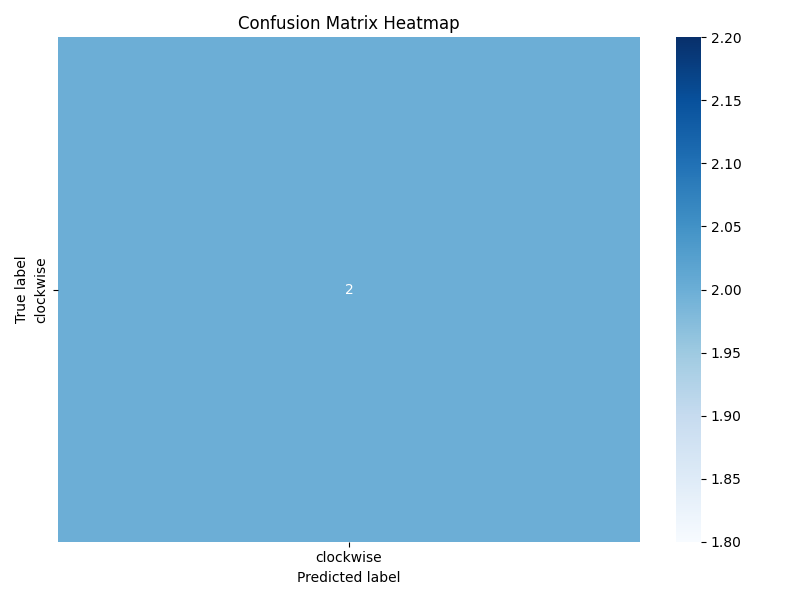 Confusion Matrix Heatmap
True label
clockwise
2
clockwise
Predicted label
2.20
2.15
2.10
2.05
2.00
1.95
1.90
1.85
1.80